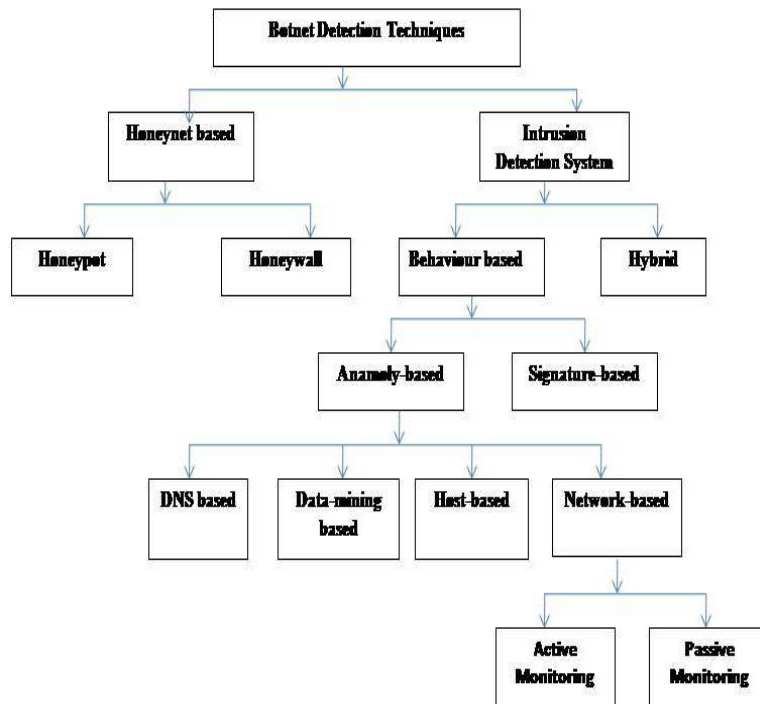 Botnet Detection Techniques
Honeynet based
Intrusion
Detection System
Honeypot
Honeywall
Behaviour based
Hybrid
Anamoly-based
Signature-based
DNS based
Data-mining
based
Host-based
Network-based
Active
Monitoring
Passive
Monitoring